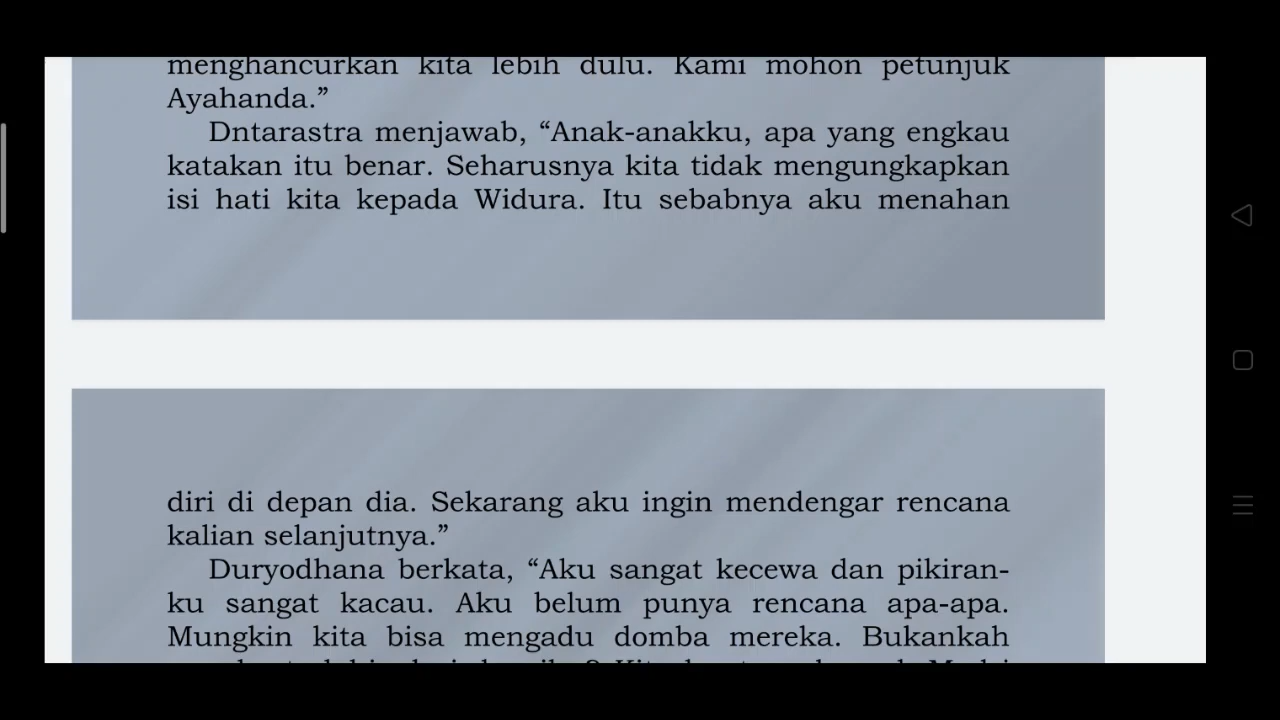 menghancurkan kita lebih dulu. Kami mohon petunjuk
Ayahanda.”
Dntarastra menjawab, “Anak-anakku, apa yang engkau
katakan itu benar. Seharusnya kita tidak mengungkapkan
isi hati kita kepada Widura. Itu sebabnya aku menahan
diri di depan dia. Sekarang aku ingin mendengar rencana
kalian selanjutnya.”
Duryodhana berkata, “Aku sangat kecewa dan pikiran-
ku sangat kacau. Aku belum punya rencana apa-apa.
Mungkin kita bisa mengadu domba mereka. Bukankah